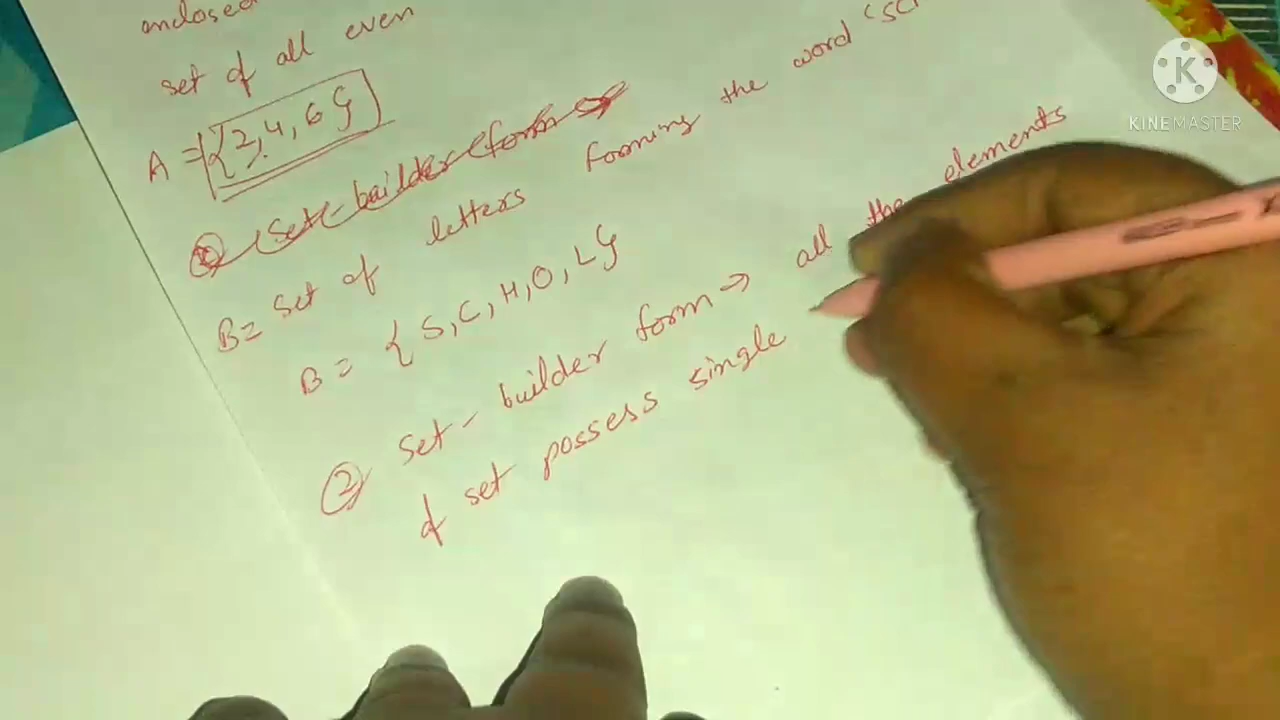 enclosed
set of all even
A = {2, 4, 6}
set-builder form
B = set of letters forming the word 'SC
B = {S, C, H, O, L}
② set-builder form → all the elements
of set possess single
KINEMASTER